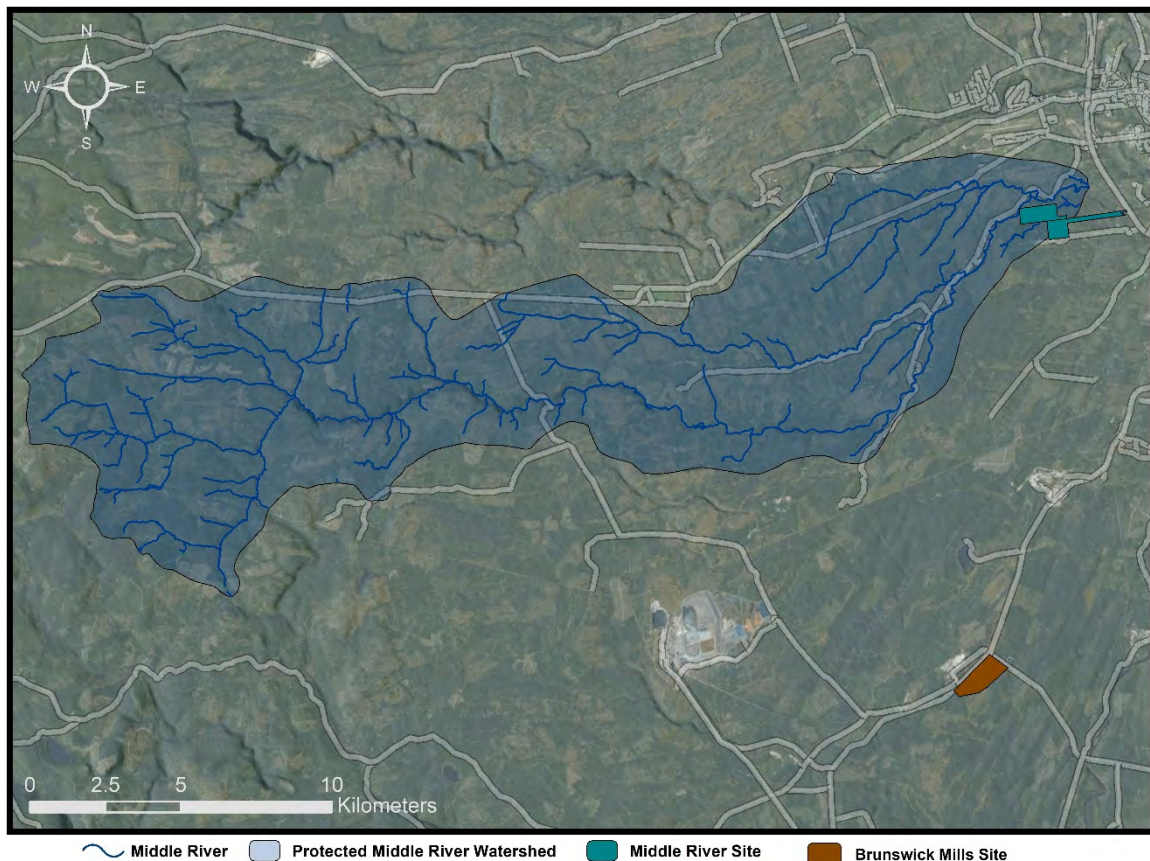 N
W E
S
0 2.5 5 10
Kilometers
Middle River Protected Middle River Watershed Middle River Site Brunswick Mills Site